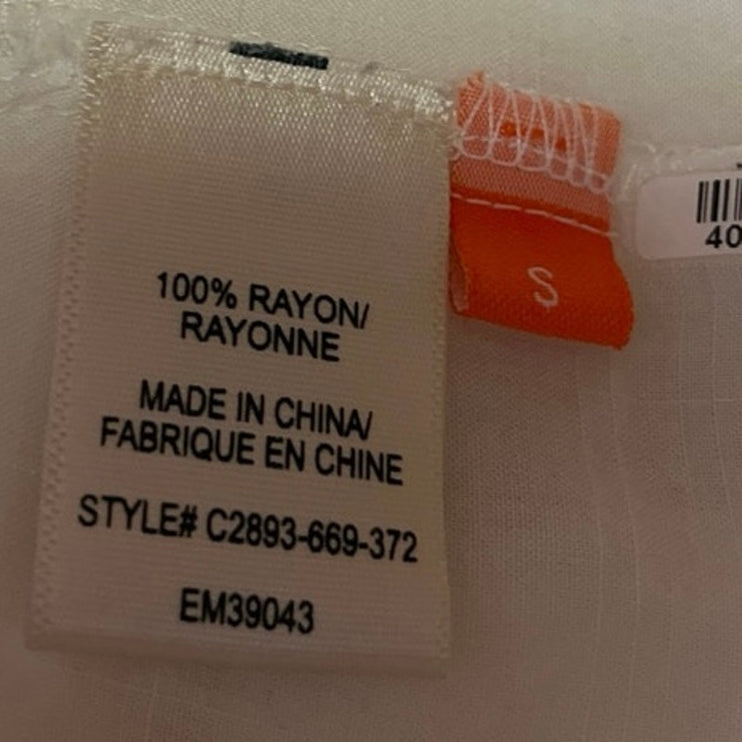 100% RAYON/
RAYONNE
MADE IN CHINA/
FABRIQUE EN CHINE
STYLE# C2893-669-372
EM39043
S
40